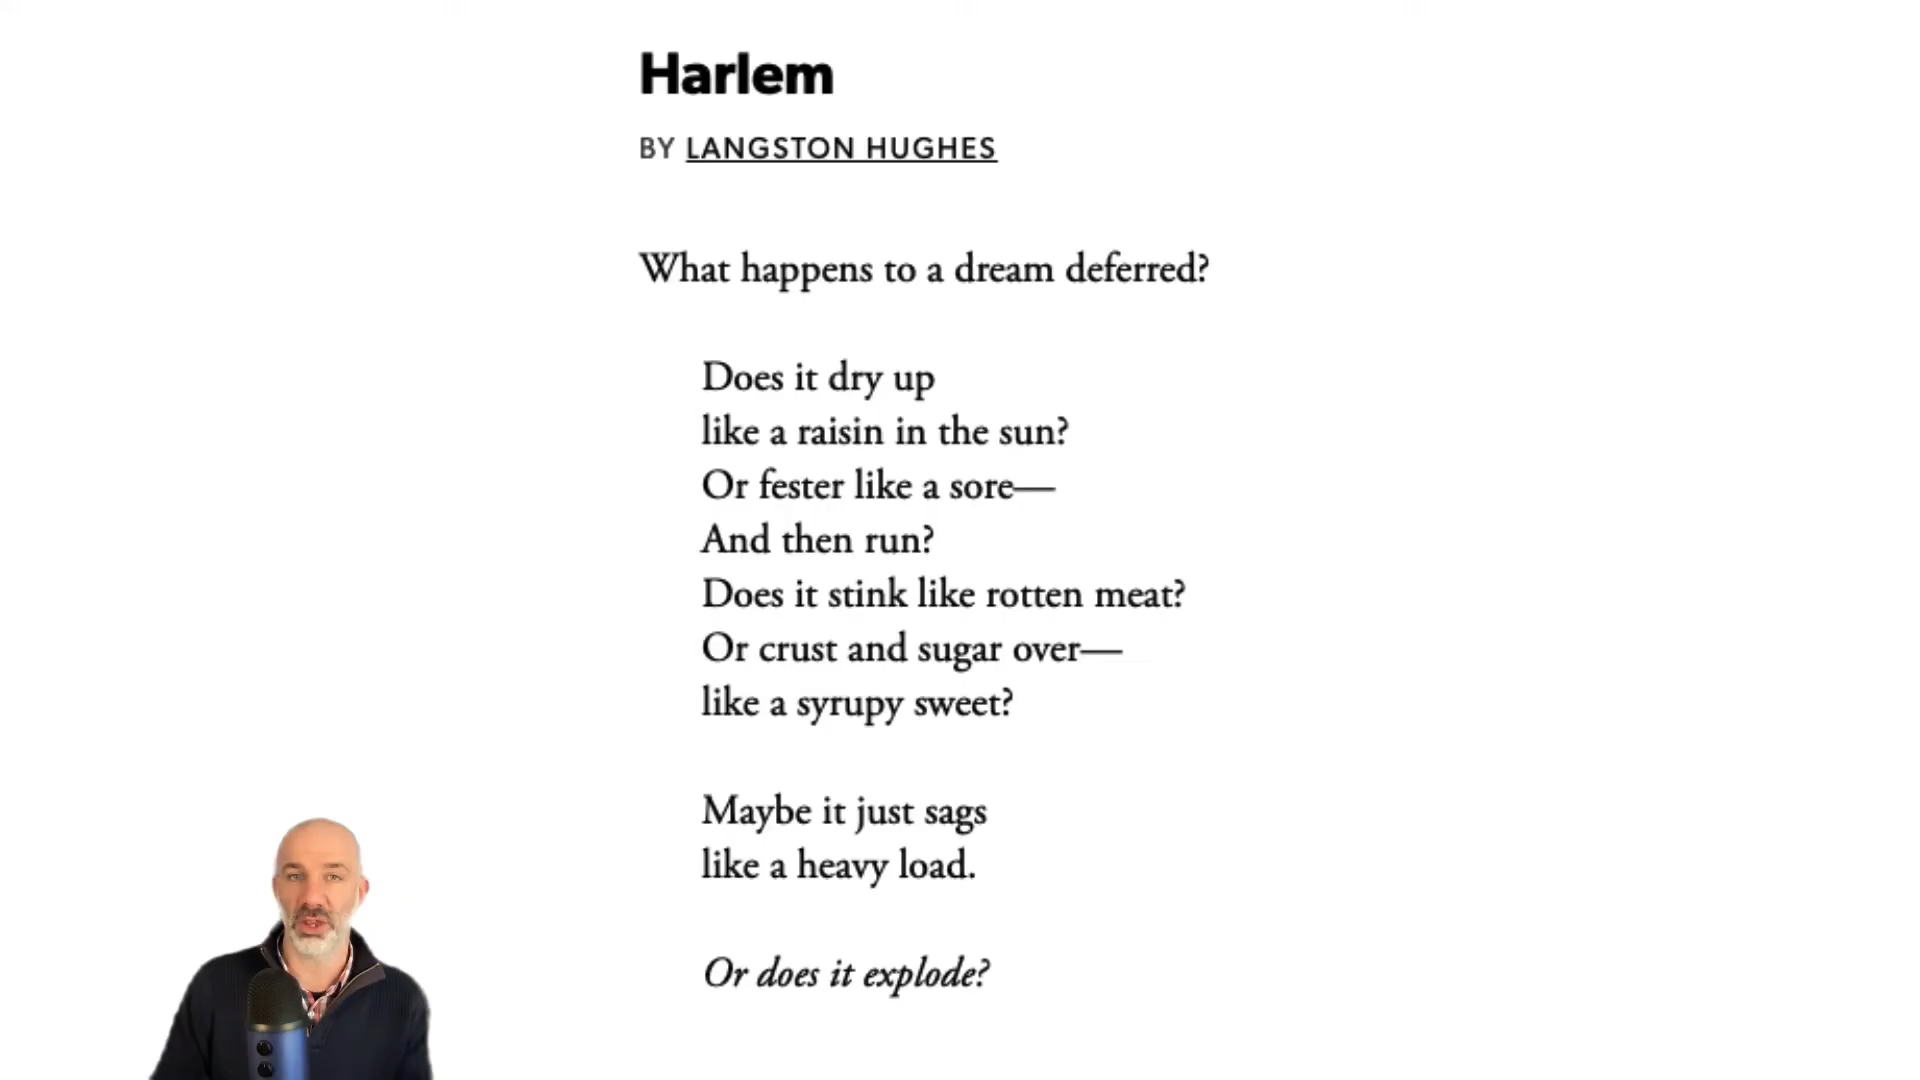 Harlem
BY LANGSTON HUGHES
What happens to a dream deferred?
Does it dry up
like a raisin in the sun?
Or fester like a sore—
And then run?
Does it stink like rotten meat?
Or crust and sugar over—
like a syrupy sweet?
Maybe it just sags
like a heavy load.
Or does it explode?